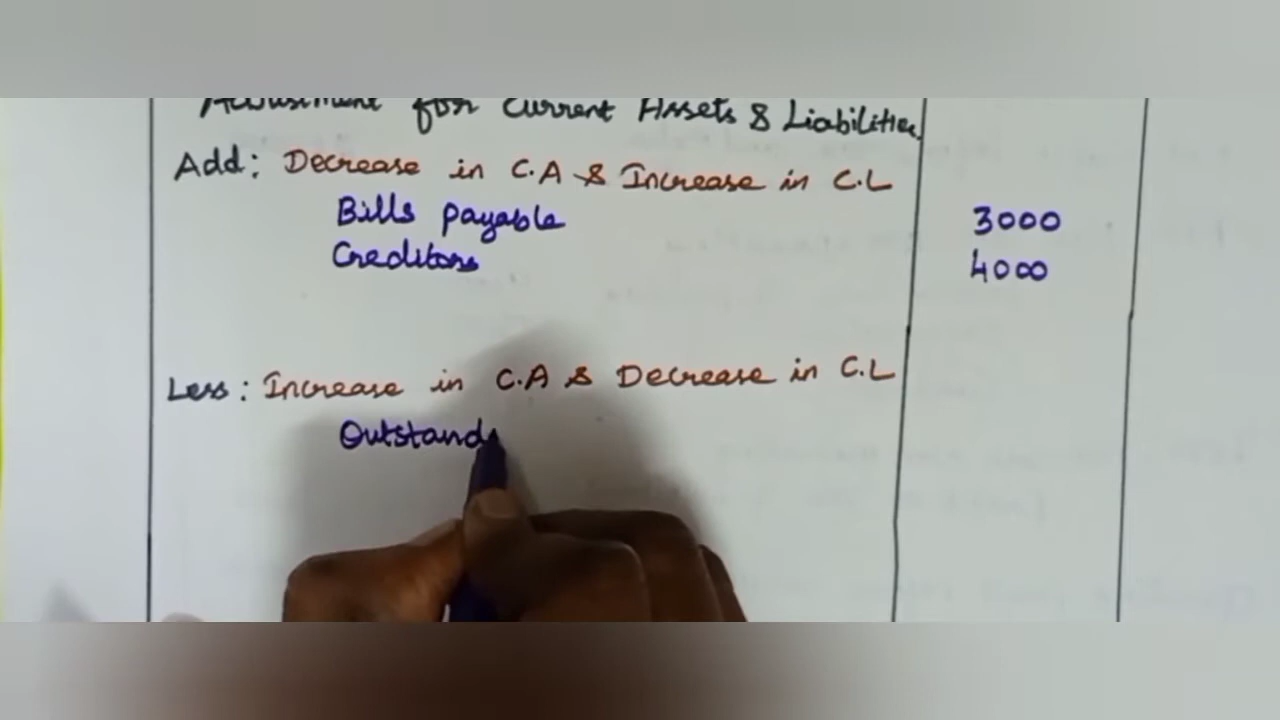 Adjustment for Current Assets & Liabilities
Add: Decrease in C.A & Increase in C.L
Bills payable 3000
Creditors 4000
Less: Increase in C.A & Decrease in C.L
Outstand